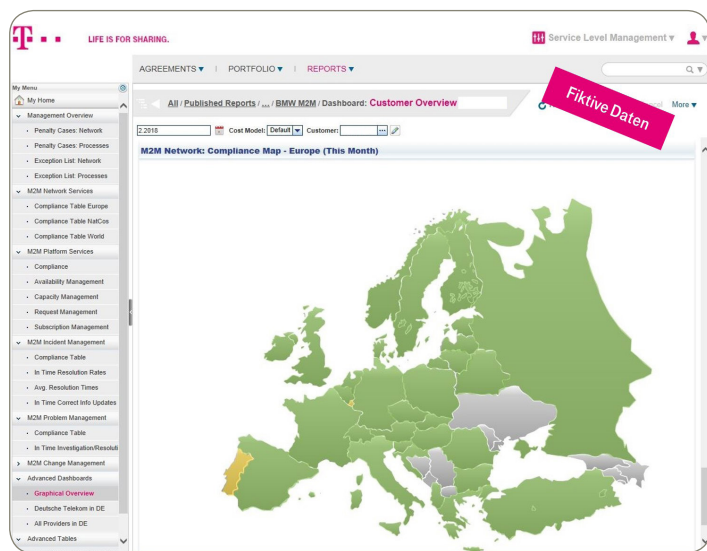 T
LIFE IS FOR SHARING.
Service Level Management
My
AGREEMENTS
PORTFOLIO
REPORTS
My Menu
My Home
Management Overview
Penalty Cases: Network
Penalty Cases: Processes
Exception List: Network
Exception List: Processes
M2M Network Services
Compliance Table Europe
Compliance Table NatCos
Compliance Table World
M2M Platform Services
Compliance
Availability Management
Capacity Management
Request Management
Subscription Management
M2M Incident Management
Compliance Table
In Time Resolution Rates
Avg. Resolution Times
In Time Correct Info Updates
M2M Problem Management
Compliance Table
In Time Investigation/Resoluti
M2M Change Management
Advanced Dashboards
Graphical Overview
Deutsche Telekom in DE
All Providers in DE
Advanced Tables
All / Published Reports / ... / BMW M2M / Dashboard: Customer Overview
More
Fiktive Daten
2.2018 Cost Model: Default Customer: ...
M2M Network: Compliance Map - Europe (This Month)